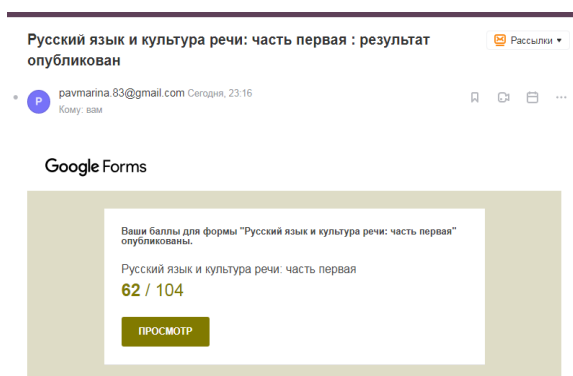 Русский язык и культура речи: часть первая : результат
опубликован
Рассылки
P
pavmarina.83@gmail.com Сегодня, 23:16
Кому: вам
Google Forms
Ваши баллы для формы "Русский язык и культура речи: часть первая"
опубликованы.
Русский язык и культура речи: часть первая
62 / 104
ПРОСМОТР